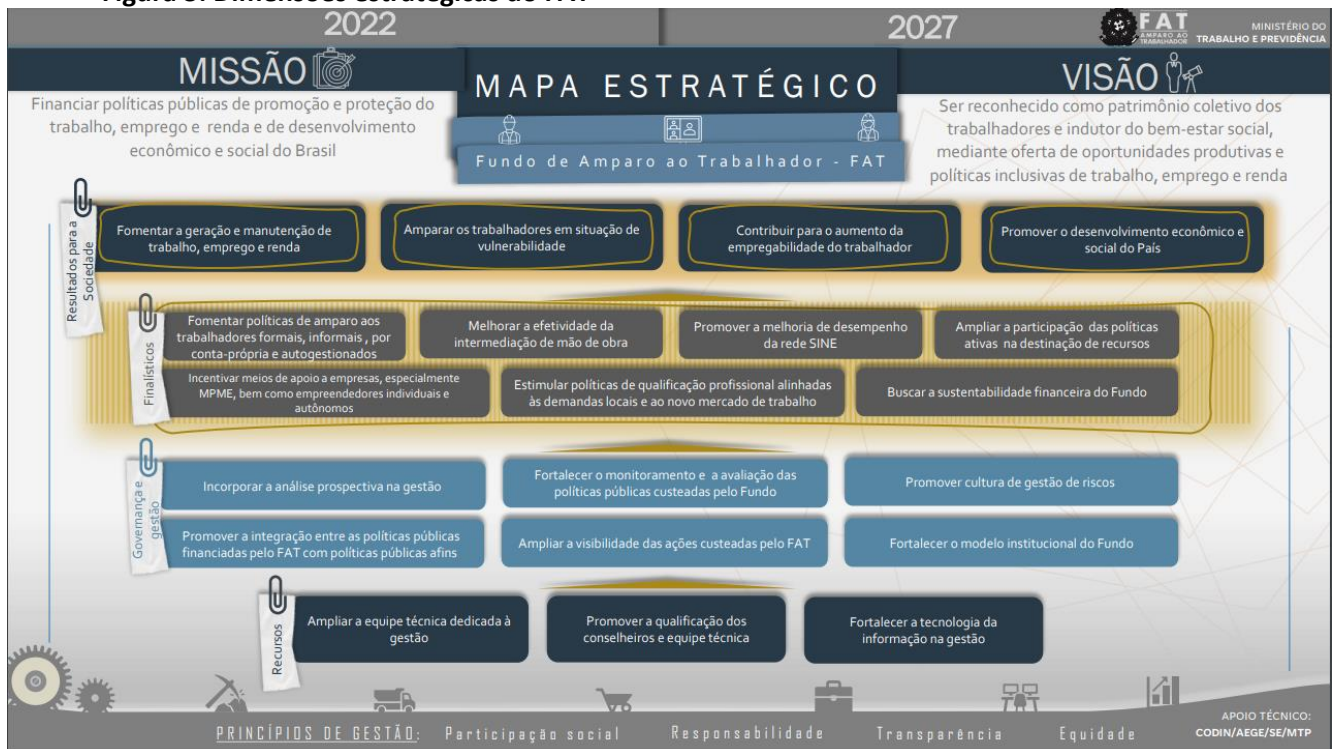 Figura 3: Dimensões estratégicas do FAT
2022
2027
FAT
AMPARO AO
TRABALHADOR
MINISTÉRIO DO
TRABALHO E PREVIDÊNCIA
MISSÃO
Financiar políticas públicas de promoção e proteção do
trabalho, emprego e renda e de desenvolvimento
econômico e social do Brasil
MAPA ESTRATÉGICO
Fundo de Amparo ao Trabalhador - FAT
VISÃO
Ser reconhecido como patrimônio coletivo dos
trabalhadores e indutor do bem-estar social,
mediante oferta de oportunidades produtivas e
políticas inclusivas de trabalho, emprego e renda
Resultados para a
Sociedade
Fomentar a geração e manutenção de
trabalho, emprego e renda
Amparar os trabalhadores em situação de
vulnerabilidade
Contribuir para o aumento da
empregabilidade do trabalhador
Promover o desenvolvimento econômico e
social do País
Finalísticos
Fomentar políticas de amparo aos
trabalhadores formais, informais , por
conta-própria e autogestionados
Melhorar a efetividade da
intermediação de mão de obra
Promover a melhoria de desempenho
da rede SINE
Ampliar a participação das políticas
ativas na destinação de recursos
Incentivar meios de apoio a empresas, especialmente
MPME, bem como empreendedores individuais e
autônomos
Estimular políticas de qualificação profissional alinhadas
às demandas locais e ao novo mercado de trabalho
Buscar a sustentabilidade financeira do Fundo
Governança e
gestão
Incorporar a análise prospectiva na gestão
Fortalecer o monitoramento e a avaliação das
políticas públicas custeadas pelo Fundo
Promover cultura de gestão de riscos
Promover a integração entre as políticas públicas
financiadas pelo FAT com políticas públicas afins
Ampliar a visibilidade das ações custeadas pelo FAT
Fortalecer o modelo institucional do Fundo
Recursos
Ampliar a equipe técnica dedicada à
gestão
Promover a qualificação dos
conselheiros e equipe técnica
Fortalecer a tecnologia da
informação na gestão
PRINCÍPIOS DE GESTÃO: Participação social Responsabilidade Transparência Equidade
APOIO TÉCNICO:
CODIN/AEGE/SE/MTP